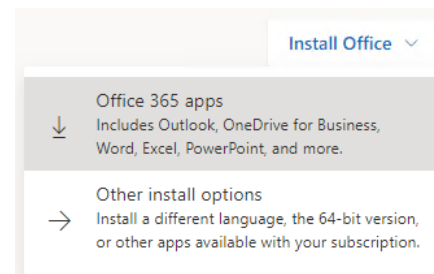 Install Office
Office 365 apps
Includes Outlook, OneDrive for Business,
Word, Excel, PowerPoint, and more.
Other install options
Install a different language, the 64-bit version,
or other apps available with your subscription.